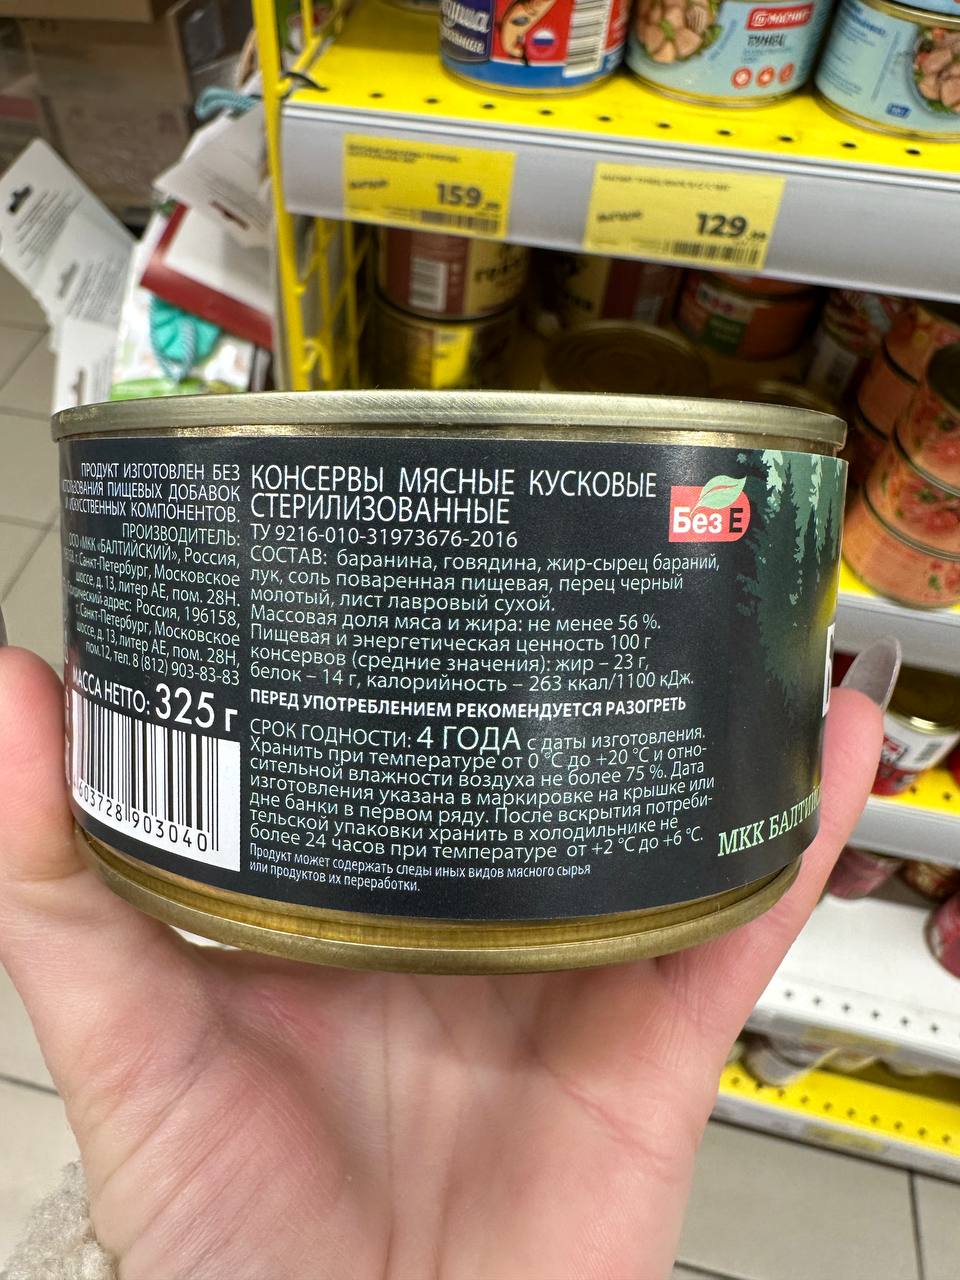 МАГНИТ
ТУНЕЦ
159
129
ПРОДУКТ ИЗГОТОВЛЕН БЕЗ
ПИЩЕВЫХ ДОБАВОК
ИСКУССТВЕННЫХ КОМПОНЕНТОВ.
ПРОИЗВОДИТЕЛЬ:
ООО «МКК «БАЛТИЙСКИЙ», Россия,
г. Санкт-Петербург, Московское
шоссе, д. 13, литер АЕ, пом. 28Н,
адрес: Россия, 196158,
г. Санкт-Петербург, Московское
шоссе, д. 13, литер АЕ, пом. 28Н,
пом.12, тел. 8 (812) 903-83-83
МАССА НЕТТО: 325 г
603728 903040
КОНСЕРВЫ МЯСНЫЕ КУСКОВЫЕ
СТЕРИЛИЗОВАННЫЕ
ТУ 9216-010-31973676-2016
СОСТАВ: баранина, говядина, жир-сырец бараний,
лук, соль поваренная пищевая, перец черный
молотый, лист лавровый сухой.
Массовая доля мяса и жира: не менее 56 %.
Пищевая и энергетическая ценность 100 г
консервов (средние значения): жир – 23 г,
белок – 14 г, калорийность – 263 ккал/1100 кДж.
ПЕРЕД УПОТРЕБЛЕНИЕМ РЕКОМЕНДУЕТСЯ РАЗОГРЕТЬ
СРОК ГОДНОСТИ: 4 ГОДА с даты изготовления.
Хранить при температуре от 0 °С до +20 °С и отно-
сительной влажности воздуха не более 75 %. Дата
изготовления указана в маркировке на крышке или
дне банки в первом ряду. После вскрытия потреби-
тельской упаковки хранить в холодильнике не
более 24 часов при температуре от +2 °С до +6 °С.
Продукт может содержать следы иных видов мясного сырья
или продуктов их переработки.
Без Е
МКК БАЛТИ